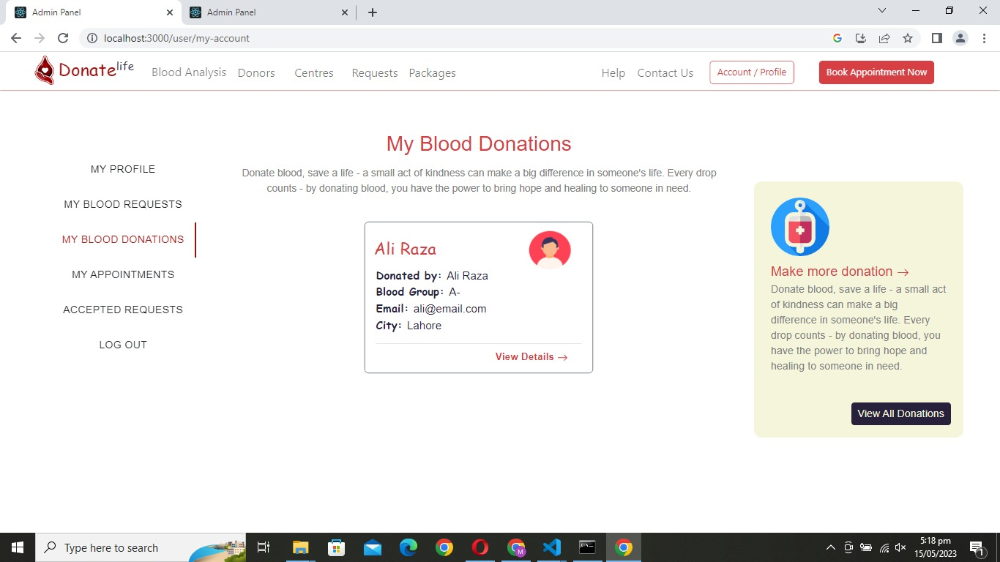 Admin Panel
Admin Panel
localhost:3000/user/my-account
Donatelife
Blood Analysis
Donors
Centres
Requests
Packages
Help
Contact Us
Account / Profile
Book Appointment Now
MY PROFILE
MY BLOOD REQUESTS
MY BLOOD DONATIONS
MY APPOINTMENTS
ACCEPTED REQUESTS
LOG OUT
My Blood Donations
Donate blood, save a life - a small act of kindness can make a big difference in someone's life. Every drop
counts - by donating blood, you have the power to bring hope and healing to someone in need.
Ali Raza
Donated by: Ali Raza
Blood Group: A-
Email: ali@email.com
City: Lahore
View Details →
Make more donation →
Donate blood, save a life - a small act
of kindness can make a big
difference in someone's life. Every
drop counts - by donating blood, you
have the power to bring hope and
healing to someone in need.
View All Donations
Type here to search
M
5:18 pm
15/05/2023
1